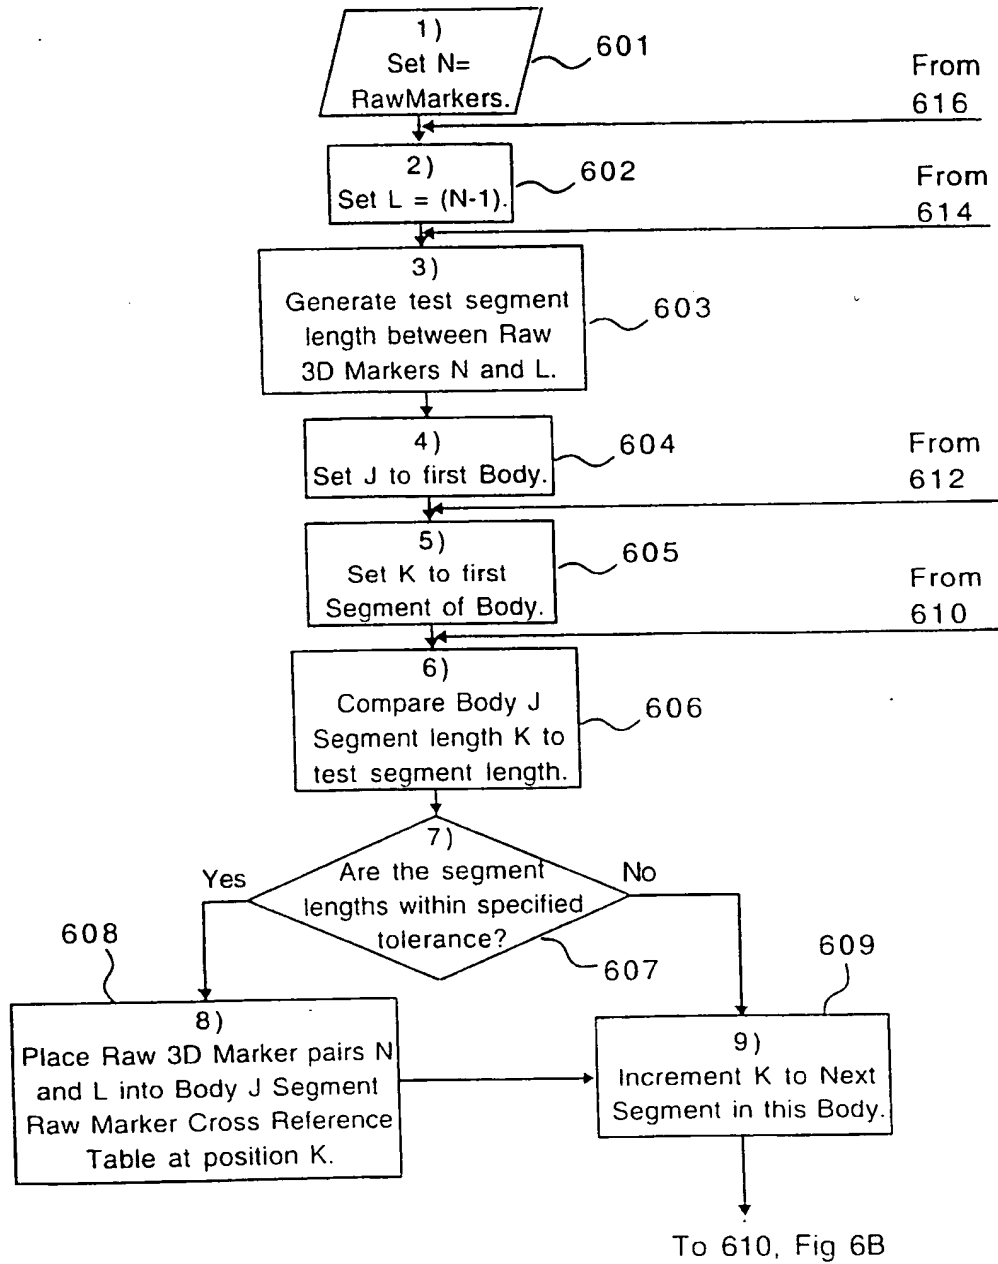 1)
Set N=
RawMarkers.
601
From
616
2)
Set L = (N-1).
602
From
614
3)
Generate test segment
length between Raw
3D Markers N and L.
603
4)
Set J to first Body.
604
From
612
5)
Set K to first
Segment of Body.
605
From
610
6)
Compare Body J
Segment length K to
test segment length.
606
7)
Are the segment
lengths within specified
tolerance?
Yes
No
607
608
609
8)
Place Raw 3D Marker pairs N
and L into Body J Segment
Raw Marker Cross Reference
Table at position K.
9)
Increment K to Next
Segment in this Body.
To 610, Fig 6B